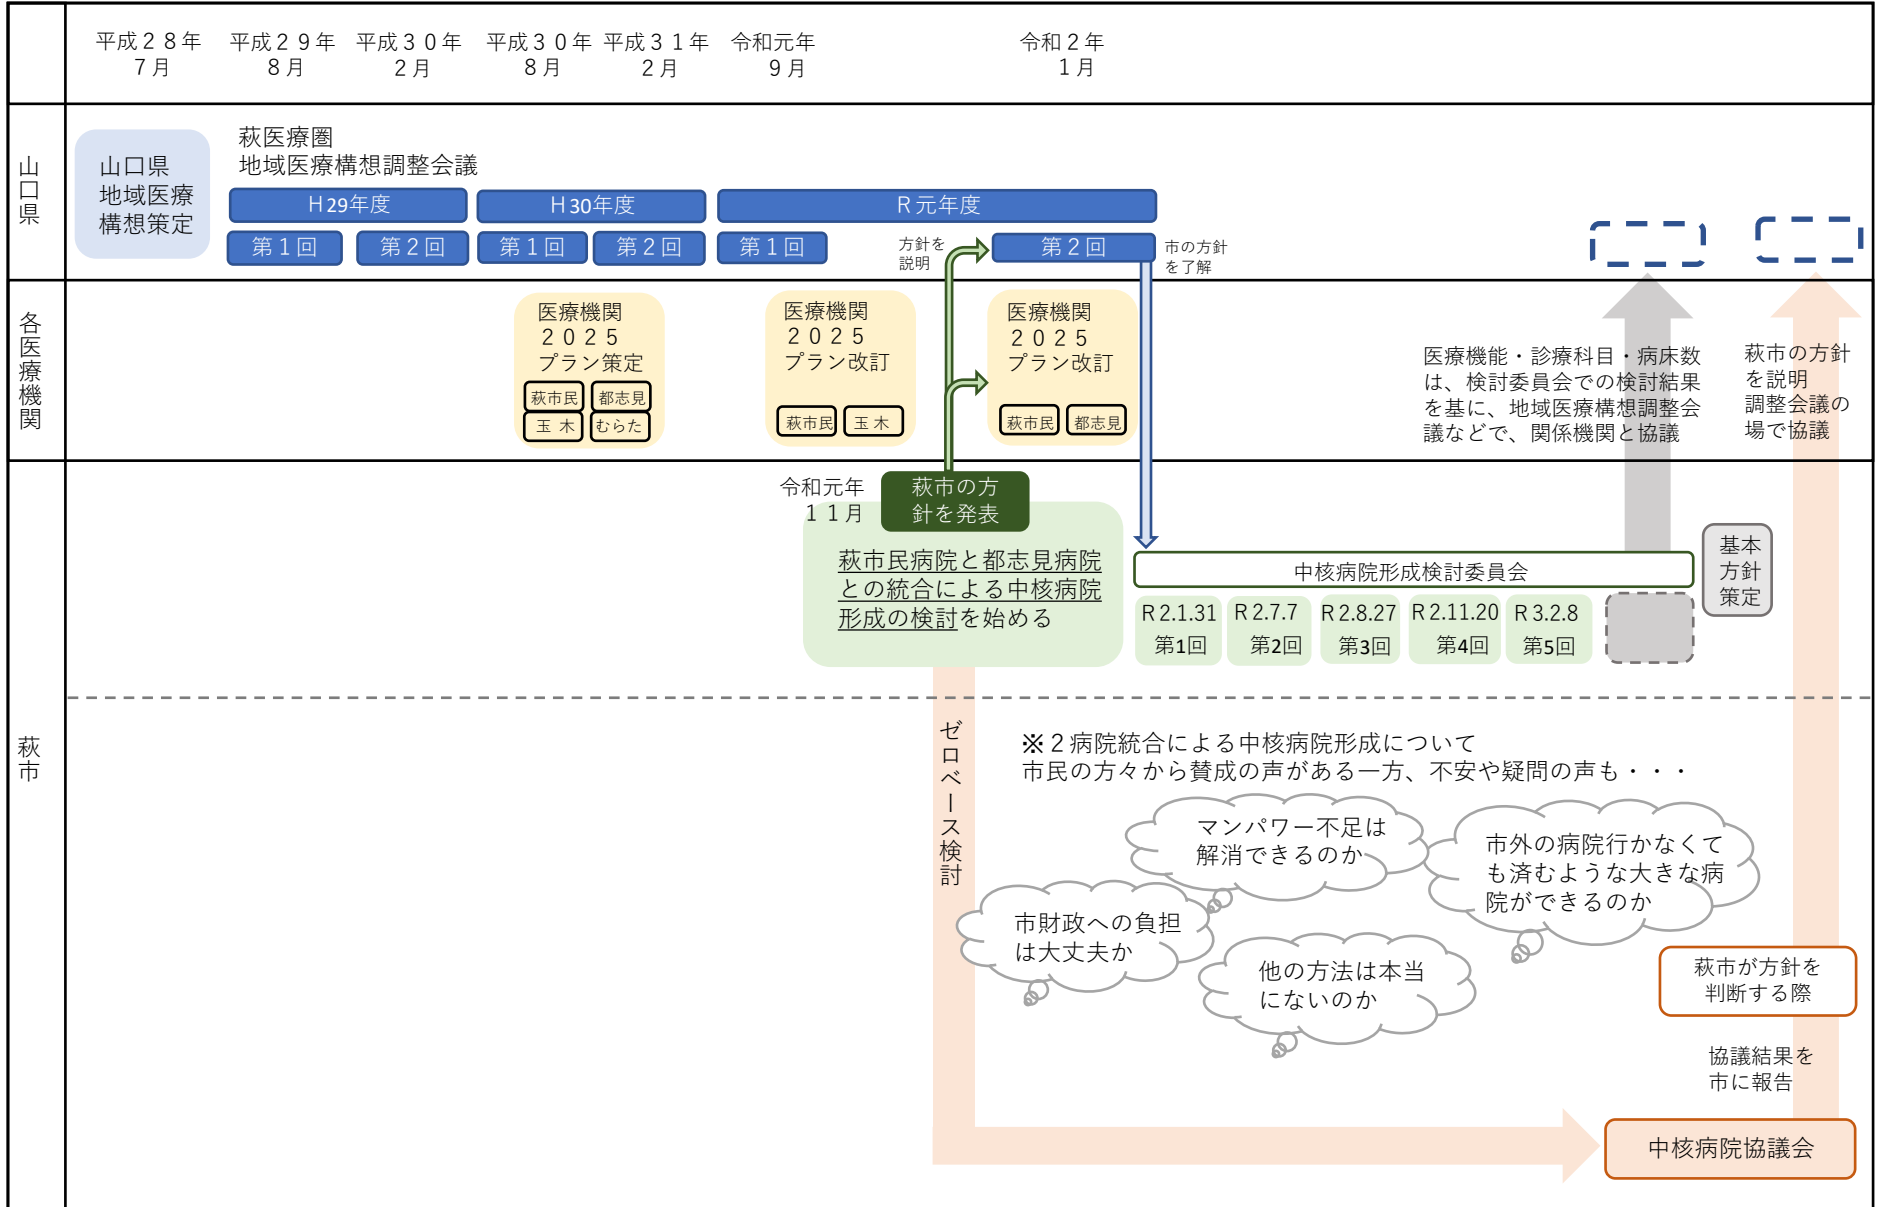 平成２８年
７月
平成２９年
８月
平成３０年
２月
平成３０年
８月
平成３１年
２月
令和元年
９月
令和２年
１月
山口県
山口県
地域医療
構想策定
萩医療圏
地域医療構想調整会議
Ｈ29年度
Ｈ30年度
Ｒ元年度
第１回
第２回
第１回
第２回
第１回
方針を
説明
第２回
市の方針
を了解
各医療機関
医療機関
２０２５
プラン策定
萩市民
都志見
玉木
むらた
医療機関
２０２５
プラン改訂
萩市民
玉木
医療機関
２０２５
プラン改訂
萩市民
都志見
医療機能・診療科目・病床数
は、検討委員会での検討結果
を基に、地域医療構想調整会
議などで、関係機関と協議
萩市の方針
を説明
調整会議の
場で協議
萩市
令和元年
１１月
萩市の方
針を発表
萩市民病院と都志見病院
との統合による中核病院
形成の検討を始める
中核病院形成検討委員会
Ｒ2.1.31
第1回
Ｒ2.7.7
第2回
Ｒ2.8.27
第3回
Ｒ2.11.20
第4回
Ｒ3.2.8
第5回
基本
方針
策定
ゼロベース検討
※２病院統合による中核病院形成について
市民の方々から賛成の声がある一方、不安や疑問の声も・・・
マンパワー不足は
解消できるのか
市外の病院行かなくて
も済むような大きな病
院ができるのか
市財政への負担
は大丈夫か
他の方法は本当
にないのか
萩市が方針を
判断する際
協議結果を
市に報告
中核病院協議会